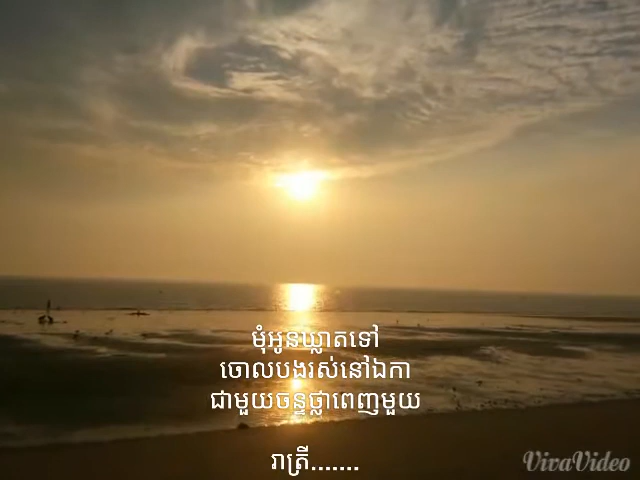 មុំអូនឃ្លាតទៅ
ចោលបងរស់នៅឯកា
ជាមួយចន្ទថ្លាពេញមួយ
រាត្រី.......
VivaVideo